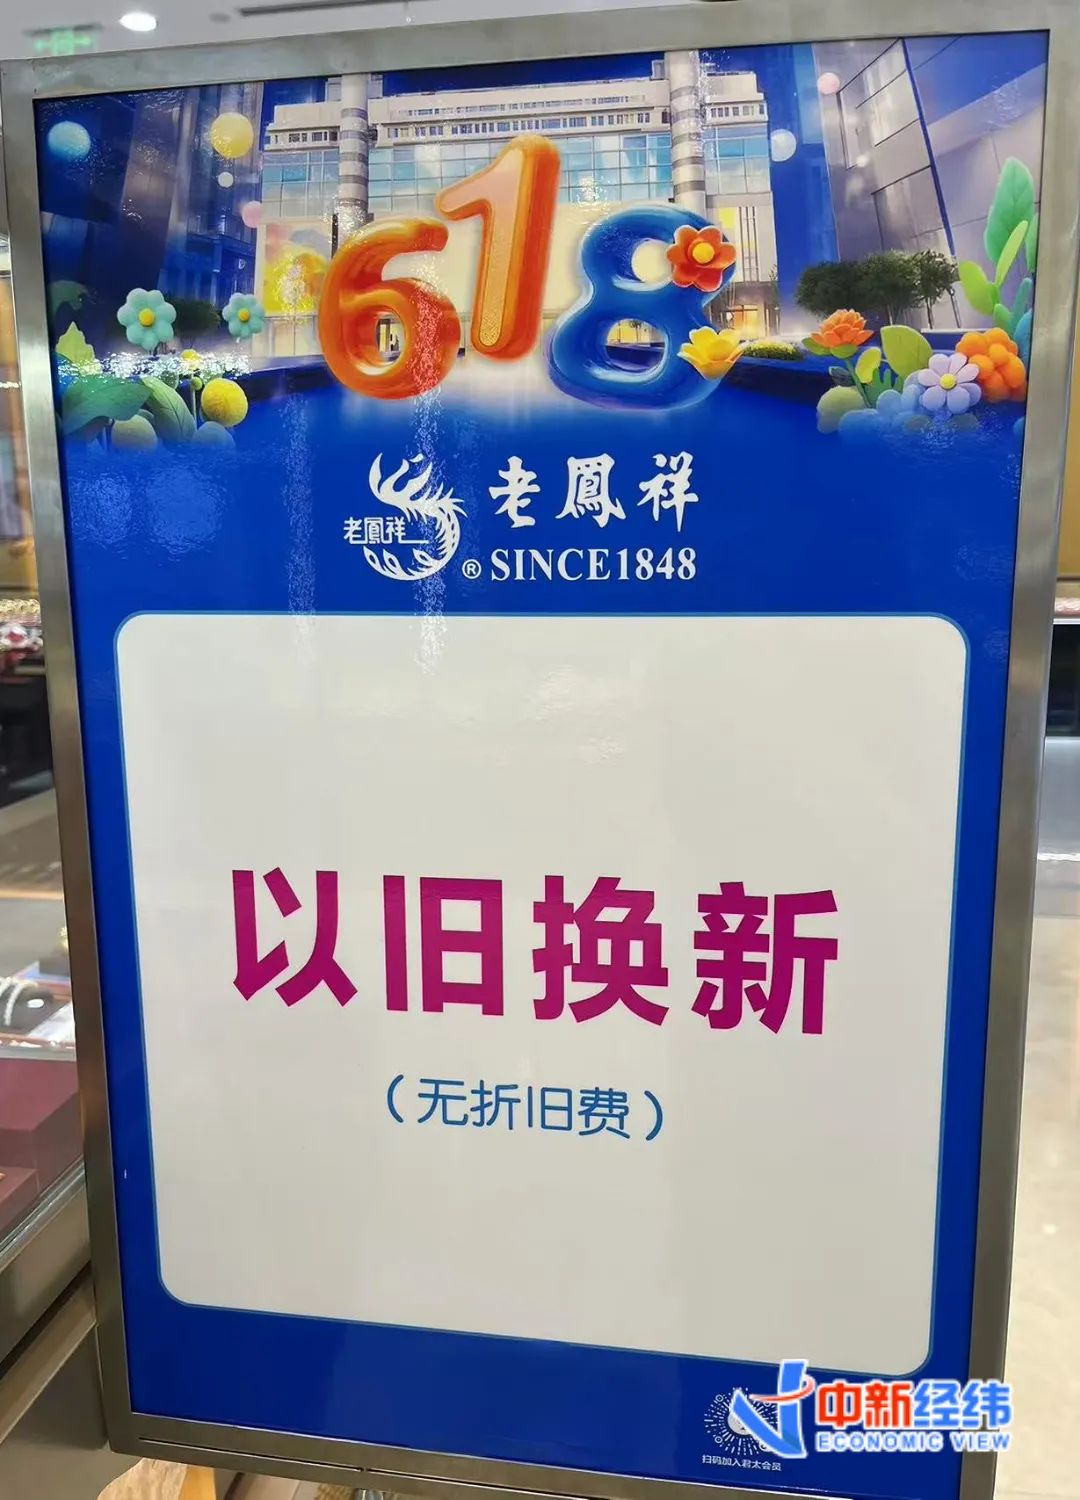 618
老鳳祥
老鳳祥
® SINCE1848
以旧换新
（无折旧费）
中新经纬
ECONOMIC VIEW
扫码加入君太会员